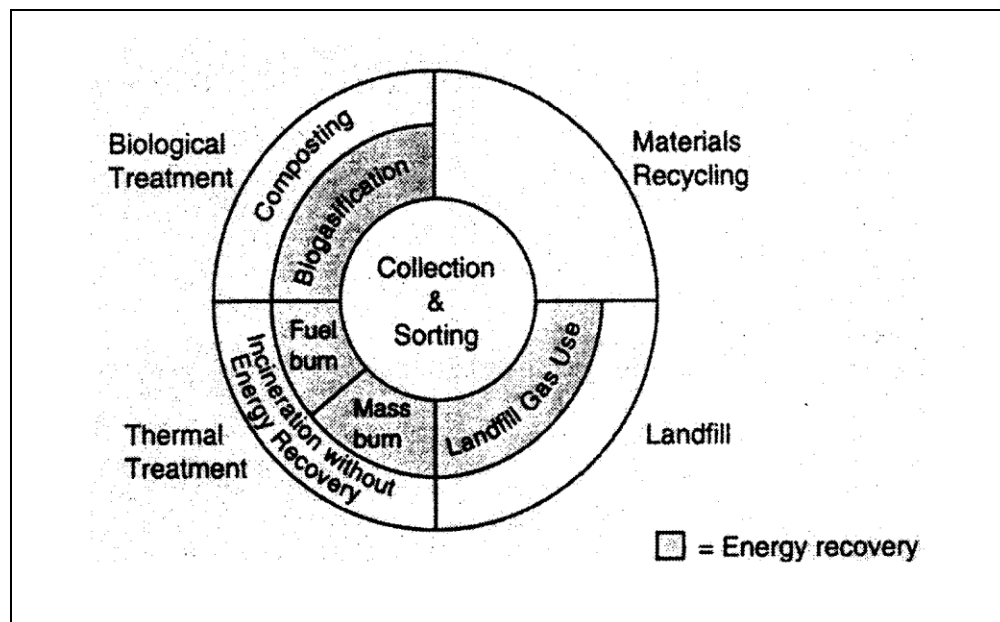 Biological
Treatment
Composting
Biogasification
Materials
Recycling
Collection
&
Sorting
Fuel
burn
Mass
burn
Incineration without
Energy Recovery
Landfill Gas Use
Thermal
Treatment
Landfill
= Energy recovery